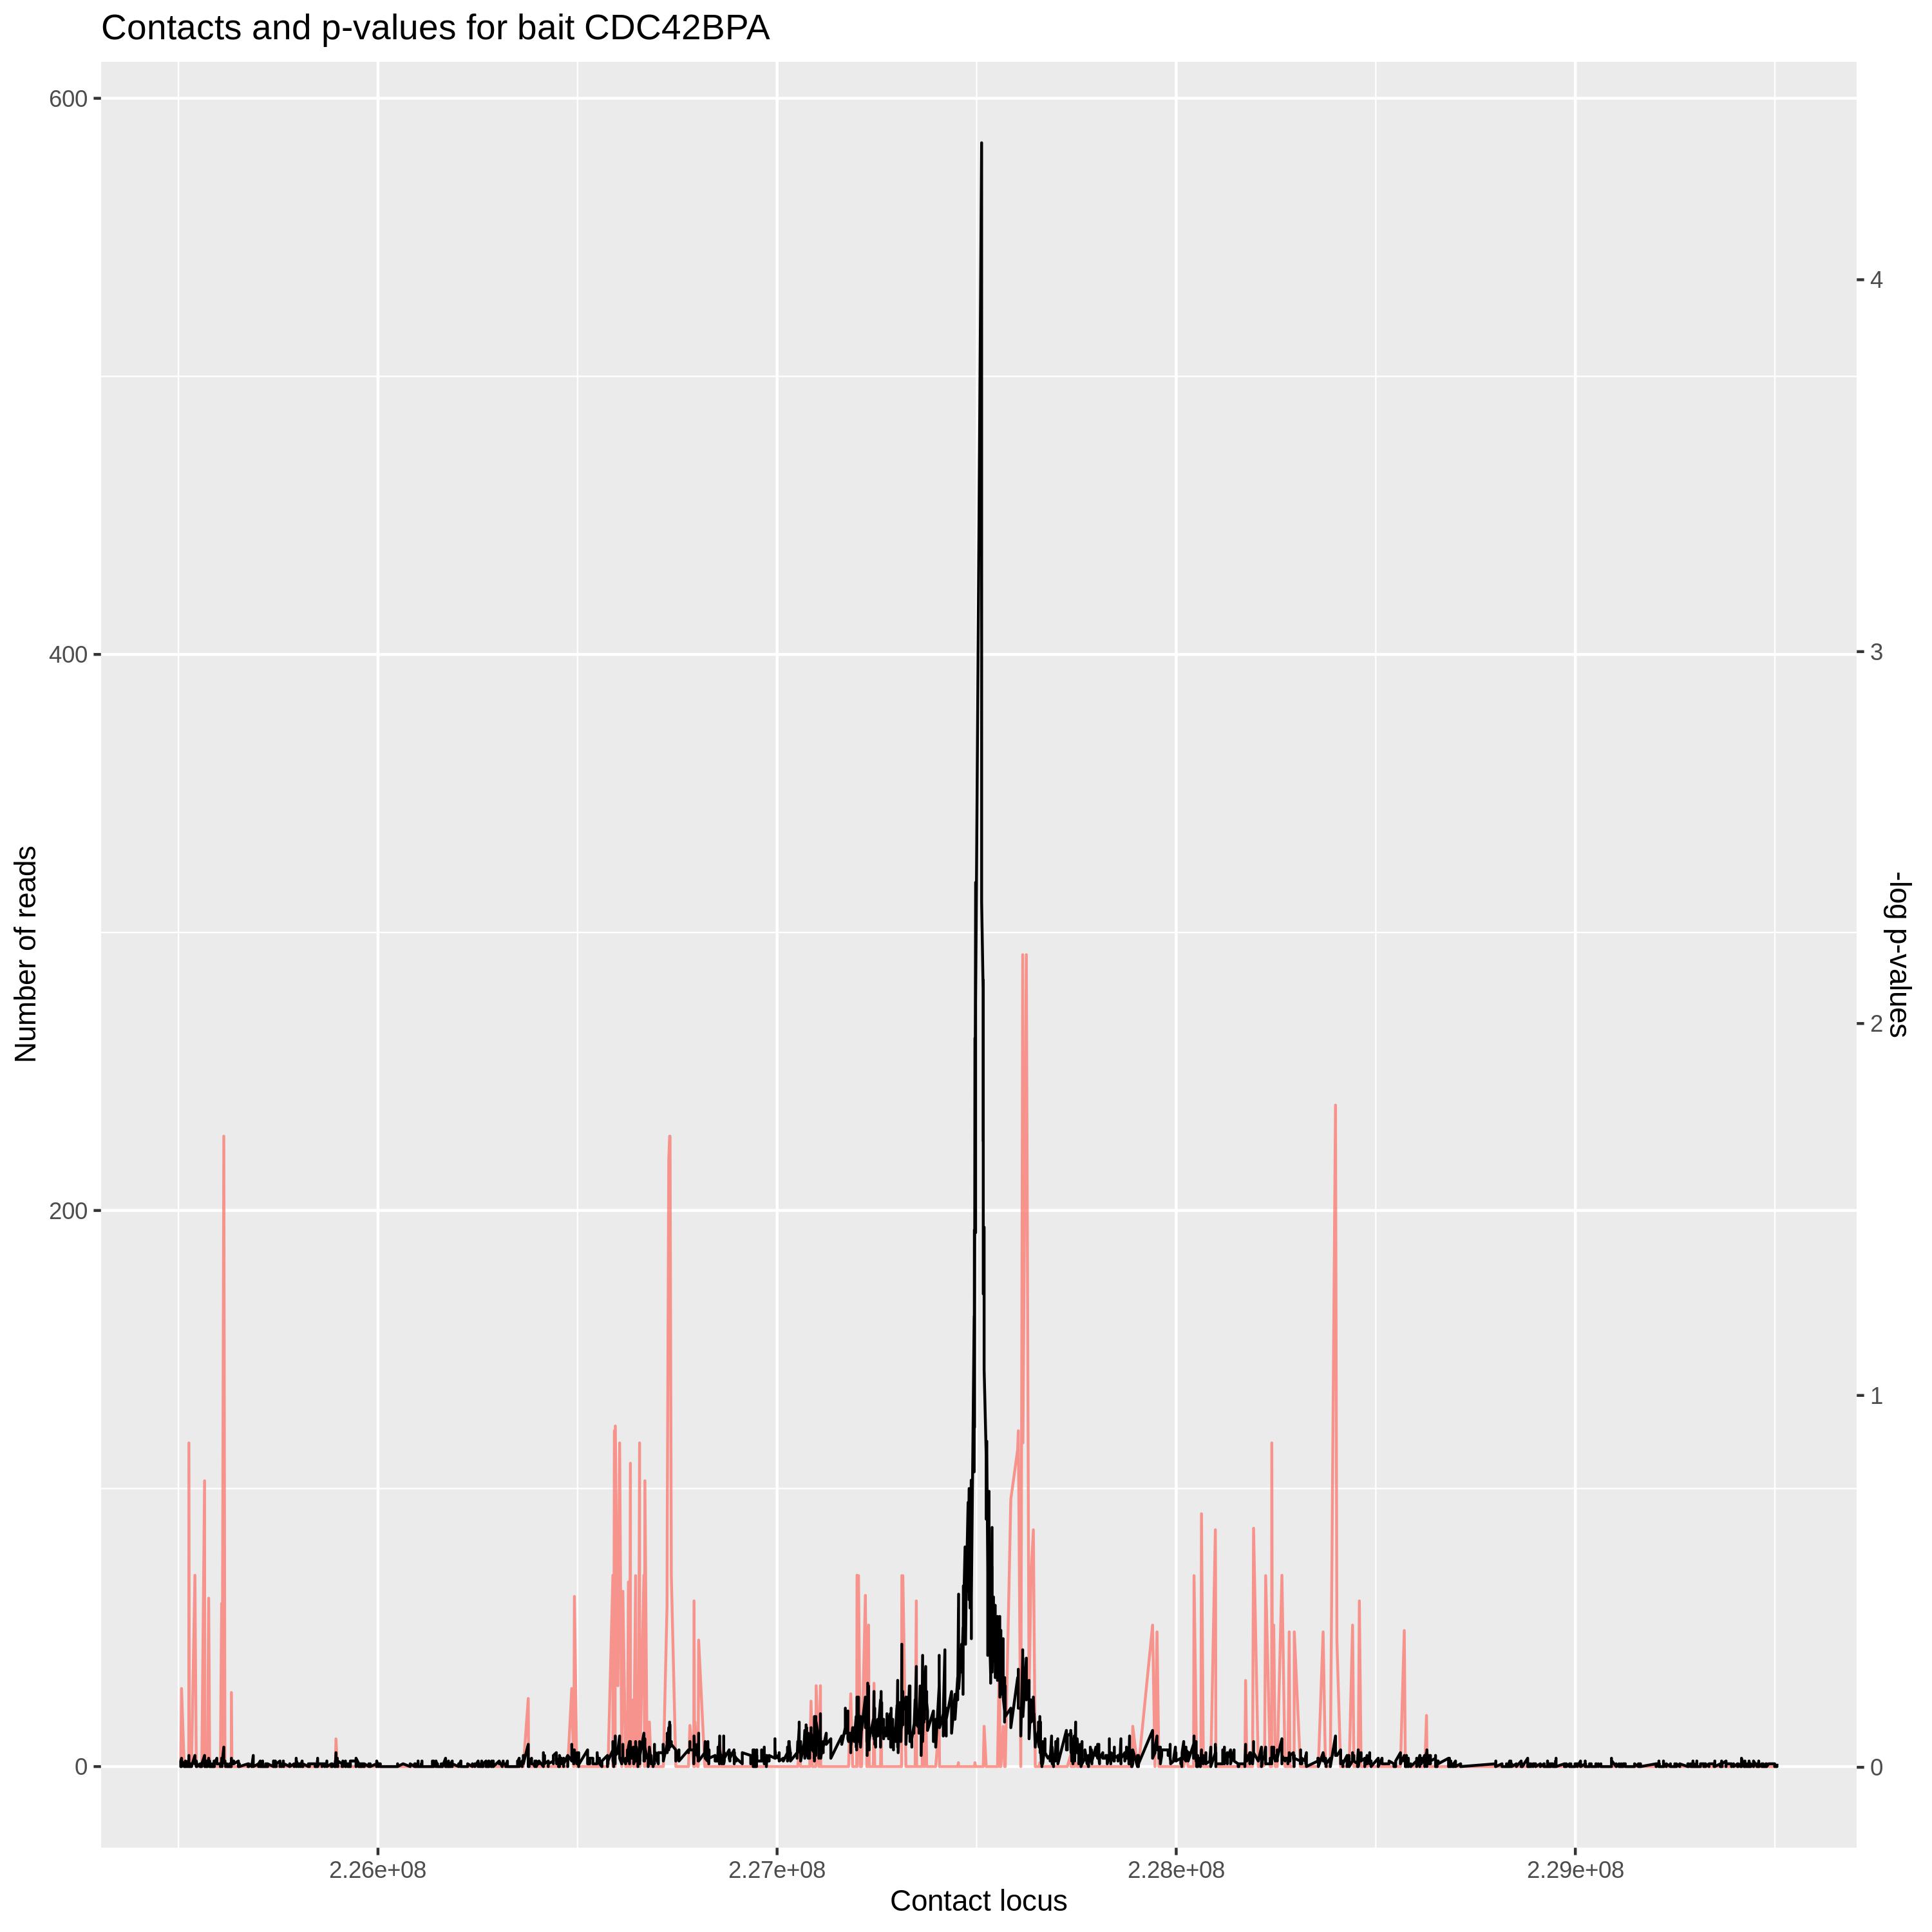 Contacts and p-values for bait CDC42BPA
600
400
200
0
Number of reads
4
3
2
1
0
-log p-values
2.26e+08
2.27e+08
2.28e+08
2.29e+08
Contact locus